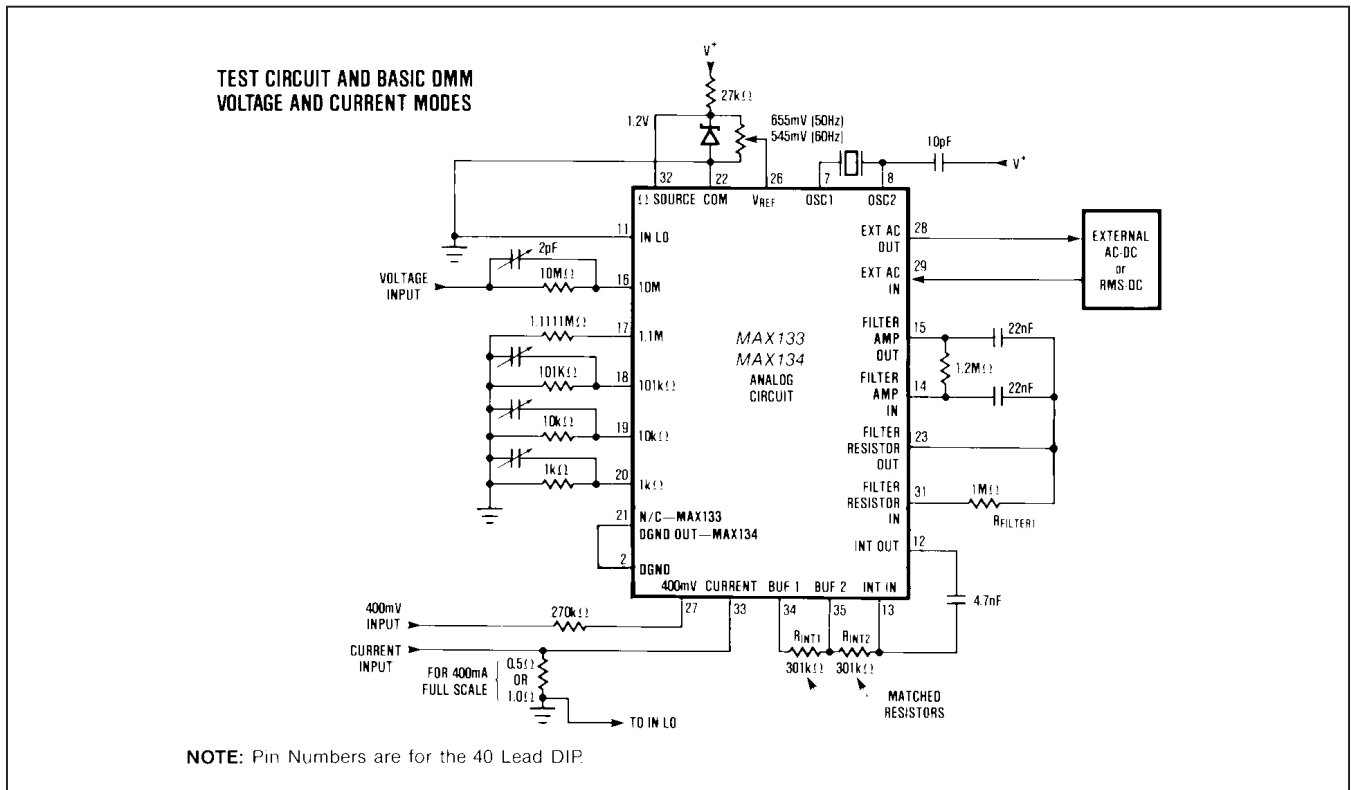 TEST CIRCUIT AND BASIC DMM
VOLTAGE AND CURRENT MODES
V+
27kΩ
1.2V
655mV (50Hz)
545mV (60Hz)
10pF
V+
32
22
26
7
8
Ω SOURCE
COM
VREF
OSC1
OSC2
11
IN LO
2pF
VOLTAGE
INPUT
10MΩ
16
10M
1.1111MΩ
17
1.1M
101KΩ
18
101kΩ
10kΩ
19
10kΩ
1kΩ
20
1kΩ
21
N/C—MAX133
DGND OUT—MAX134
2
DGND
MAX133
MAX134
ANALOG
CIRCUIT
EXT AC
OUT
28
EXT AC
IN
29
EXTERNAL
AC-DC
or
RMS-DC
FILTER
AMP
OUT
15
22nF
1.2MΩ
FILTER
AMP
IN
14
22nF
FILTER
RESISTOR
OUT
23
FILTER
RESISTOR
IN
31
1MΩ
RFILTER1
INT OUT
12
4.7nF
400mV
CURRENT
BUF 1
BUF 2
INT IN
27
33
34
35
13
400mV
INPUT
270kΩ
CURRENT
INPUT
FOR 400mA
FULL SCALE
0.5Ω
OR
1.0Ω
TO IN LO
RINT1
301kΩ
RINT2
301kΩ
MATCHED
RESISTORS
NOTE: Pin Numbers are for the 40 Lead DIP.